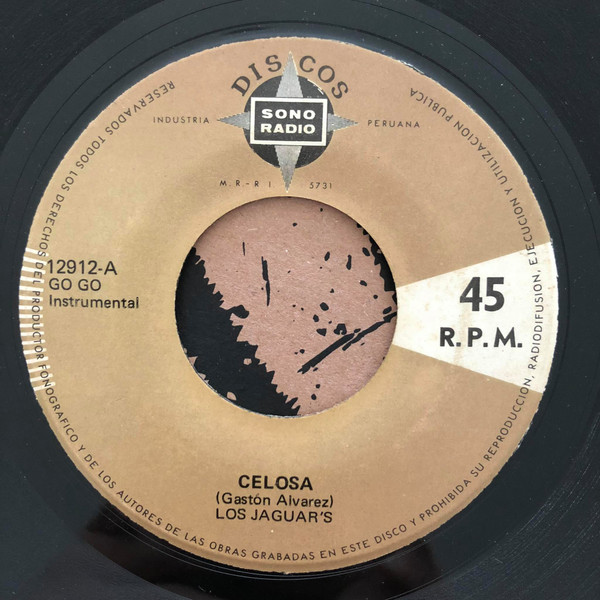 DISCOS
SONO
RADIO
INDUSTRIA PERUANA
M.R-R I 5731
12912-A
GO GO
Instrumental
45
R.P.M.
CELOSA
(Gastón Alvarez)
LOS JAGUAR'S
RESERVADOS TODOS LOS DERECHOS DEL PRODUCTOR FONOGRAFICO Y DE LOS AUTORES DE LAS OBRAS GRABADAS EN ESTE DISCO Y PROHIBIDA SU REPRODUCCION, RADIODIFUSION, EJECUCION Y UTILIZACION PUBLICA